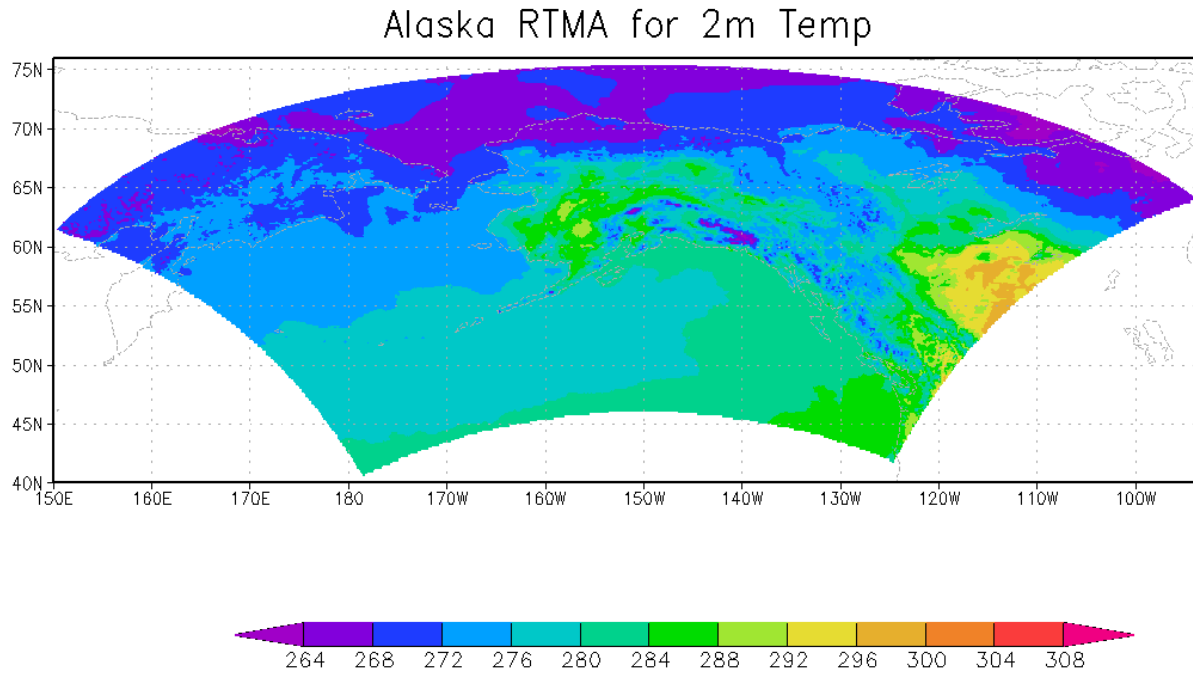 Alaska RTMA for 2m Temp
75N
70N
65N
60N
55N
50N
45N
40N
150E 160E 170E 180 170W 160W 150W 140W 130W 120W 110W 100W
264 268 272 276 280 284 288 292 296 300 304 308